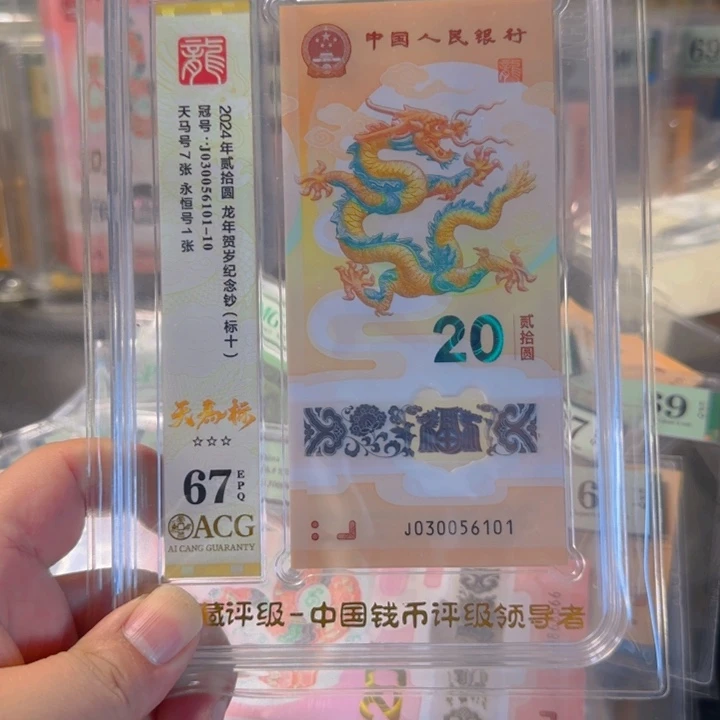 龍
2024年贰拾圆 龙年贺岁纪念钞(标十)
冠号:J030056101-10
天马号7张 永恒号1张
天马标
☆☆☆
67
EPQ
ACG
AI CANG GUARANTY
中国人民银行
20
贰拾圆
J030056101
藏评级-中国钱币评级领导者
69